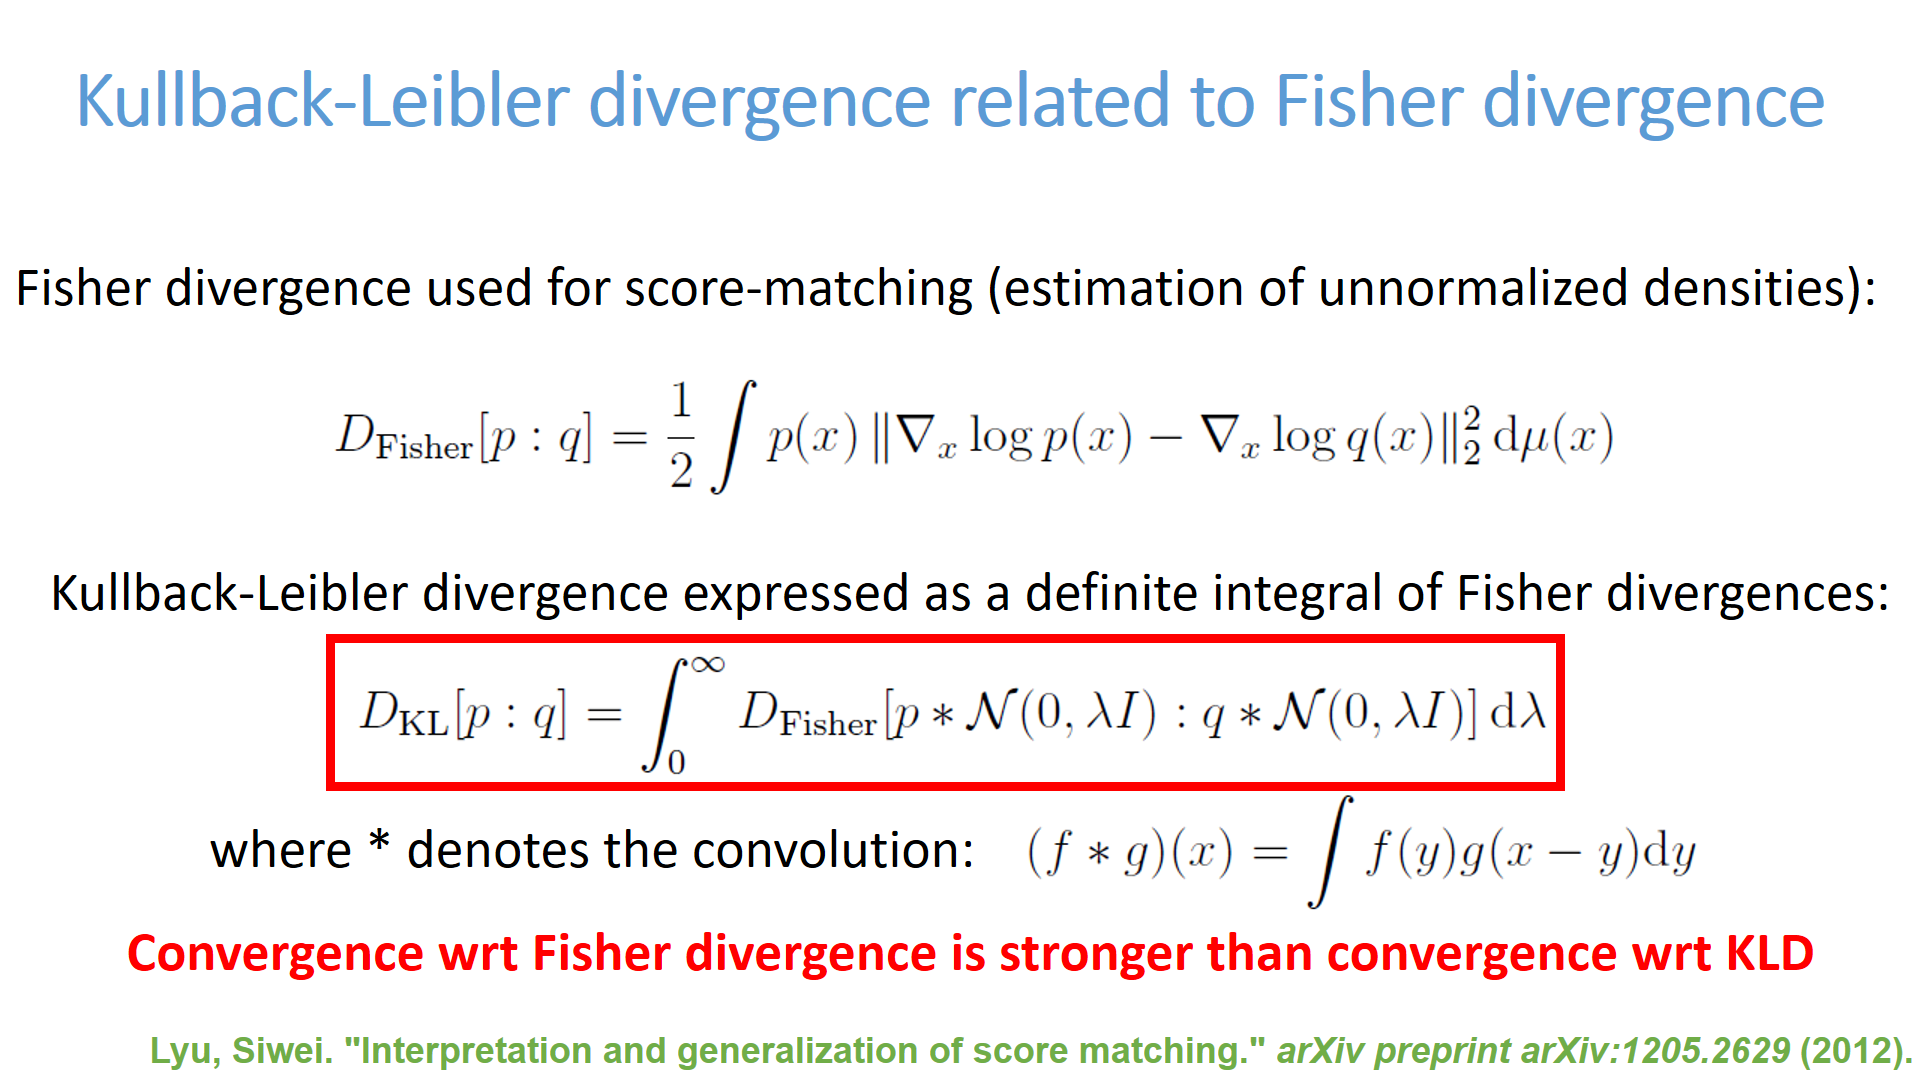 Kullback-Leibler divergence related to Fisher divergence
Fisher divergence used for score-matching (estimation of unnormalized densities):
$D_{\mathrm{Fisher}}[p : q] = \frac{1}{2} \int p(x) \, \|\nabla_x \log p(x) - \nabla_x \log q(x)\|_2^2 \, \mathrm{d}\mu(x)$
Kullback-Leibler divergence expressed as a definite integral of Fisher divergences:
$D_{\mathrm{KL}}[p : q] = \int_0^\infty D_{\mathrm{Fisher}}[p * \mathcal{N}(0, \lambda I) : q * \mathcal{N}(0, \lambda I)] \, \mathrm{d}\lambda$
where * denotes the convolution: $(f * g)(x) = \int f(y)g(x - y)\mathrm{d}y$
Convergence wrt Fisher divergence is stronger than convergence wrt KLD
Lyu, Siwei. "Interpretation and generalization of score matching." arXiv preprint arXiv:1205.2629 (2012).